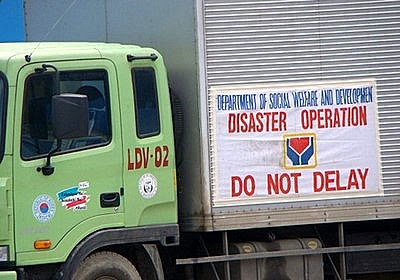 DEPARTMENT OF SOCIAL WELFARE AND DEVELOPMENT
DISASTER OPERATION
DO NOT DELAY
LDV-02